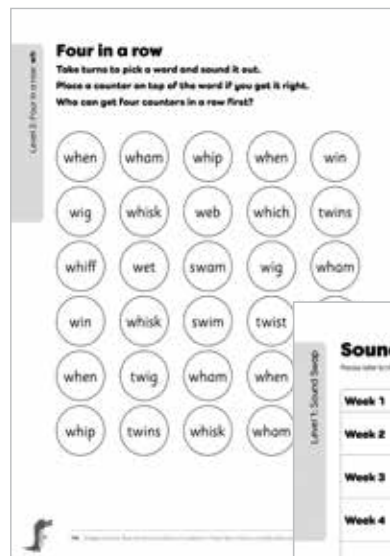 Four in a row
Take turns to pick a word and sound it out.
Place a counter on top of the word if you get it right.
Who can get four counters in a row first?
Level 2: Four in a row: wh
when wham whip when win
wig whisk web which twins
whiff wet swam wig wham
win whisk swim twist
when twig wham when
whip twins whisk wham
Level 1: Sound Swap
Soun
Week 1
Week 2
Week 3
Week 4